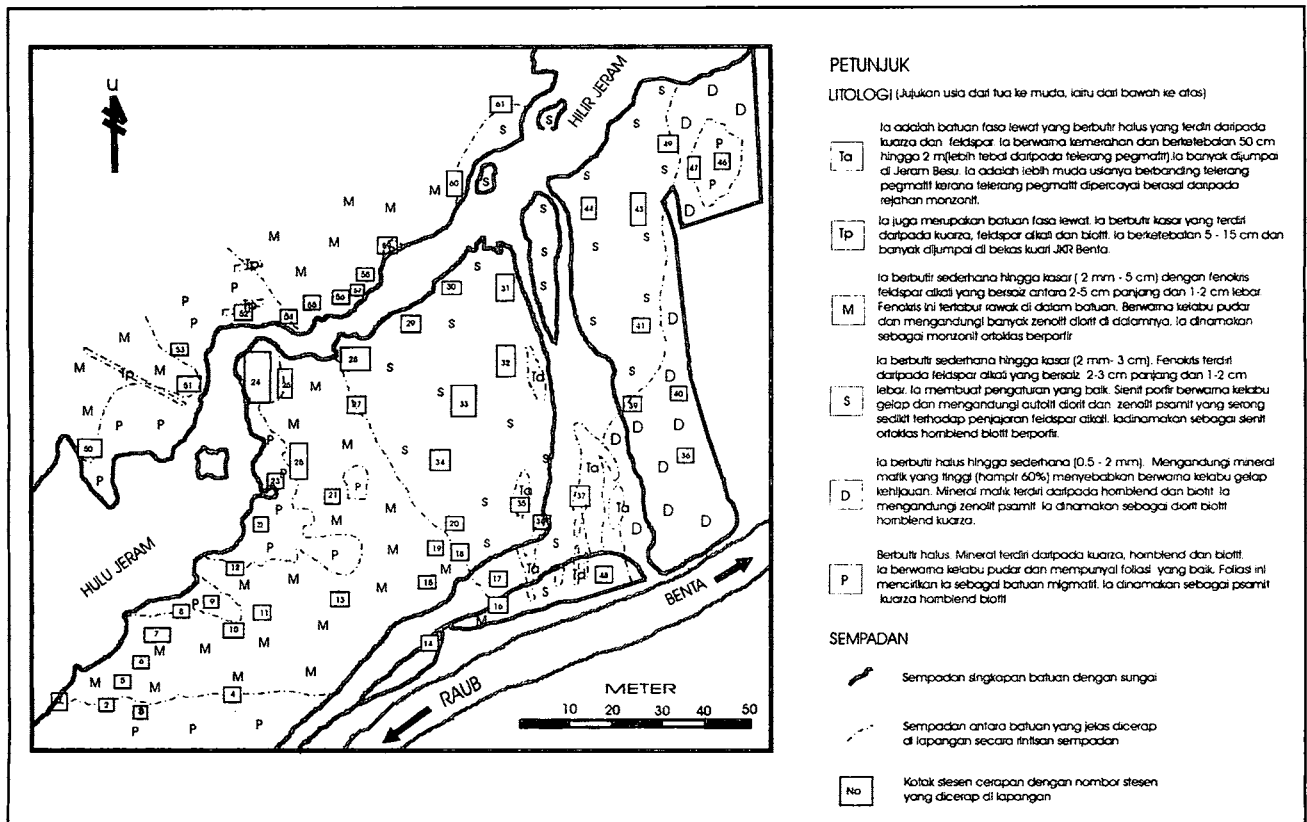 U
HILIR JERAM
HULU JERAM
RAUB
BENTA
METER
10 20 30 40 50
PETUNJUK
LITOLOGI (Jujukan usia dari tua ke muda, iaitu dari bawah ke atas)
Ta
Ia adalah batuan fasa lewat yang berbutir halus yang terdiri daripada
kuarza dan feldspar. Ia berwarna kemerahan dan berketebalan 50 cm
hingga 2 m(lebih tebal daripada telerang pegmatit).Ia banyak dijumpai
di Jeram Besu. Ia adalah lebih muda usianya berbanding telerang
pegmatit kerana telerang pegmatit dipercayai berasal daripada
rejahan monzonit.
Tp
Ia juga merupakan batuan fasa lewat. Ia berbutir kasar yang terdiri
daripada kuarza, feldspar alkali dan biotit. Ia berketebalan 5 - 15 cm dan
banyak dijumpai di bekas kuari JKR Benta.
M
Ia berbutir sederhana hingga kasar ( 2 mm - 5 cm) dengan fenokris
feldspar alkali yang bersaiz antara 2-5 cm panjang dan 1-2 cm lebar.
Fenokris ini tertabur rawak di dalam batuan. Berwarna kelabu pudar
dan mengandungi banyak zenolit diorit di dalamnya. Ia dinamakan
sebagai monzonit ortoklas berporfir
S
Ia berbutir sederhana hingga kasar (2 mm- 3 cm). Fenokris terdiri
daripada feldspar alkali yang bersaiz 2-3 cm panjang dan 1-2 cm
lebar. Ia membuat pengaturan yang baik. Sienit porfir berwarna kelabu
gelap dan mengandungi autolit diorit dan zenolit psamit yang serong
sedikit terhadap penjajaran feldspar alkali. Iadinamakan sebagai sienit
ortoklas hornblend biotit berporfir.
D
Ia berbutir halus hingga sederhana (0.5 - 2 mm). Mengandungi mineral
mafik yang tinggi (hampir 60%) menyebabkan berwarna kelabu gelap
kehijauan. Mineral mafik terdiri daripada hornblend dan biotit. Ia
mengandungi zenolit psamit. Ia dinamakan sebagai diorit biotit
hornblend kuarza.
P
Berbutir halus. Mineral terdiri daripada kuarza, hornblend dan biotit.
Ia berwarna kelabu pudar dan mempunyai foliasi yang baik. Foliasi ini
mencirikan ia sebagai batuan migmatit. Ia dinamakan sebagai psamit
kuarza hornblend biotit
SEMPADAN
Sempadan singkapan batuan dengan sungai
Sempadan antara batuan yang jelas dicerap
di lapangan secara rintisan sempadan
No
Kotak stesen cerapan dengan nombor stesen
yang dicerap di lapangan